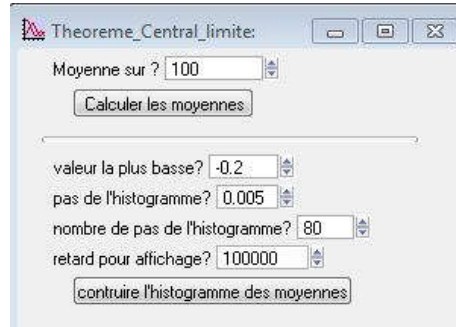 Theoreme_Central_limite:
Moyenne sur ? 100
Calculer les moyennes
valeur la plus basse? -0.2
pas de l'histogramme? 0.005
nombre de pas de l'histogramme? 80
retard pour affichage? 100000
contruire l'histogramme des moyennes